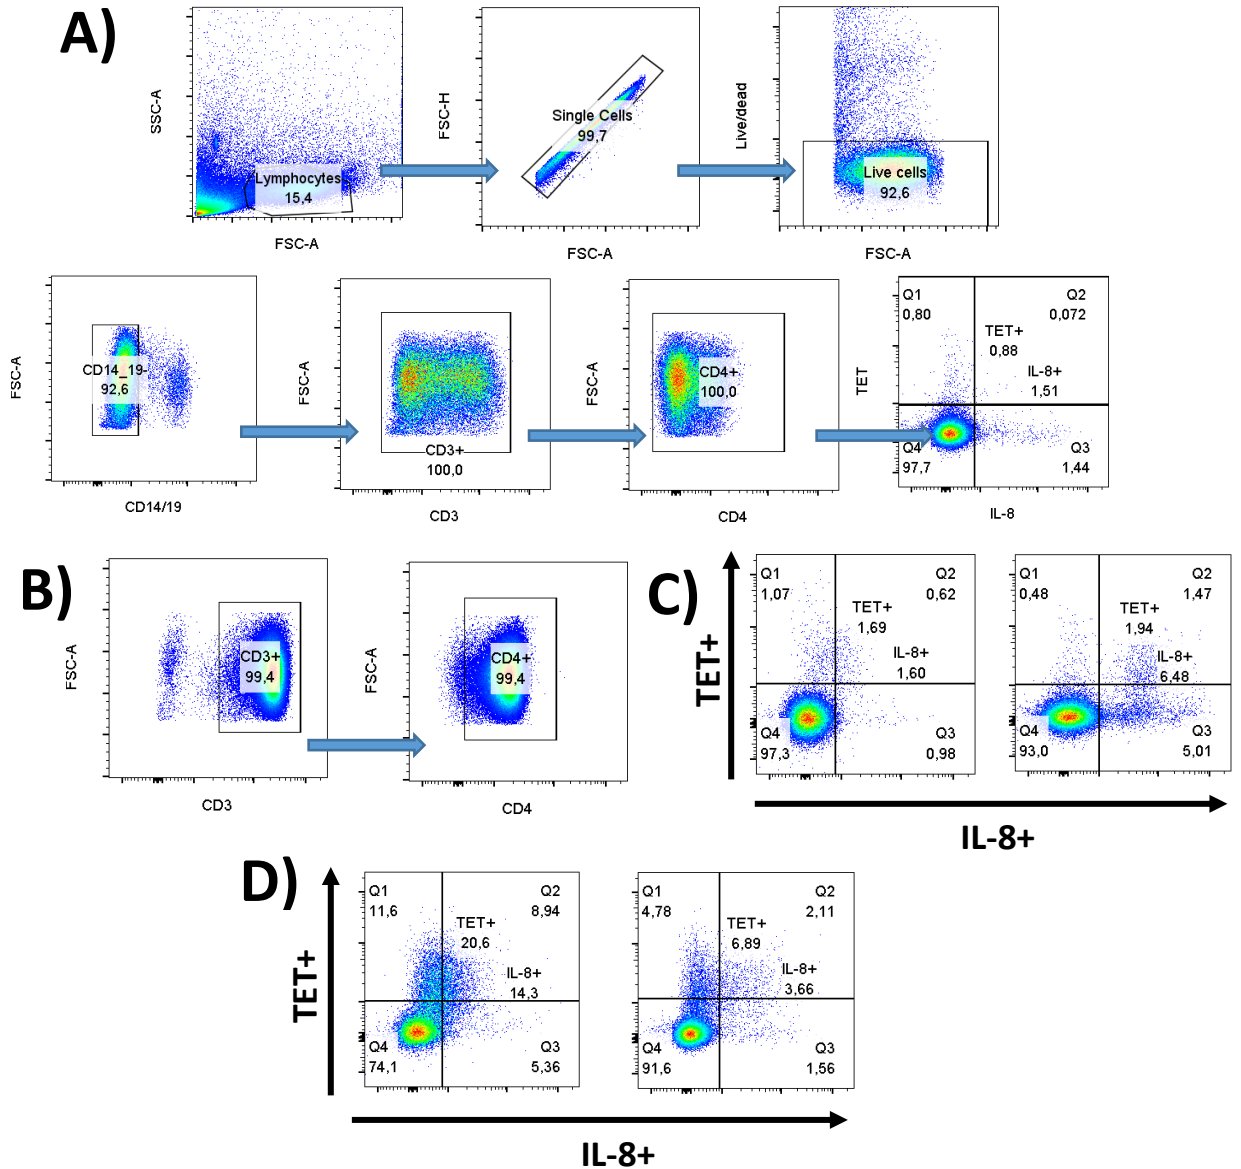 A)
SSC-A
Lymphocytes
15,4
FSC-A
FSC-H
Single Cells
99,7
FSC-A
Live/dead
Live cells
92,6
FSC-A
FSC-A
CD14_19-
92,6
CD14/19
FSC-A
CD3+
100,0
CD3
FSC-A
CD4+
100,0
CD4
TET
Q1
0,80
Q2
0,072
TET+
0,88
IL-8+
1,51
Q4
97,7
Q3
1,44
IL-8
B)
FSC-A
CD3+
99,4
CD3
FSC-A
CD4+
99,4
CD4
C)
TET+
Q1
1,07
Q2
0,62
TET+
1,69
IL-8+
1,60
Q4
97,3
Q3
0,98
Q1
0,48
Q2
1,47
TET+
1,94
IL-8+
6,48
Q4
93,0
Q3
5,01
IL-8+
D)
TET+
Q1
11,6
Q2
8,94
TET+
20,6
IL-8+
14,3
Q4
74,1
Q3
5,36
Q1
4,78
Q2
2,11
TET+
6,89
IL-8+
3,66
Q4
91,6
Q3
1,56
IL-8+